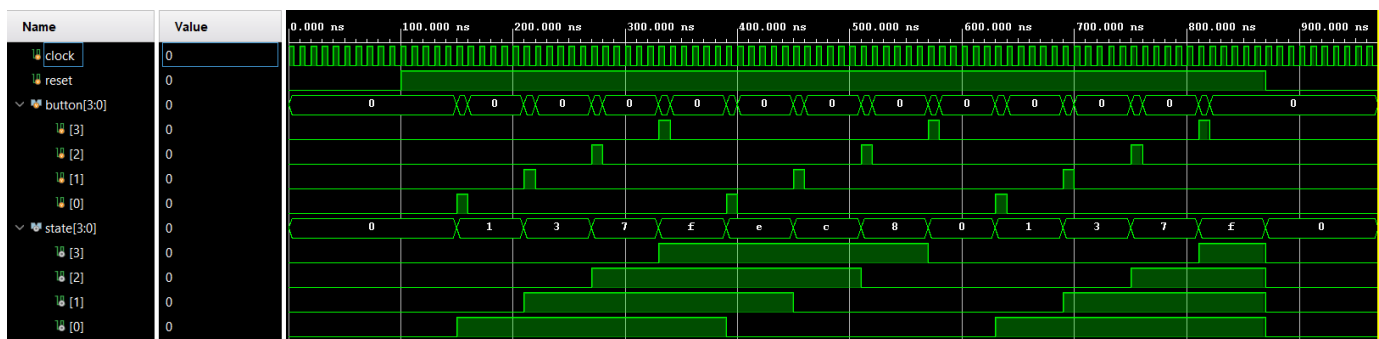 Name Value 0.000 ns 100.000 ns 200.000 ns 300.000 ns 400.000 ns 500.000 ns 600.000 ns 700.000 ns 800.000 ns 900.000 ns
clock 0
reset 0
button[3:0] 0 0 0 0 0 0 0 0 0 0 0 0 0 0
[3] 0
[2] 0
[1] 0
[0] 0
state[3:0] 0 0 1 3 7 f e c 8 0 1 3 7 f 0
[3] 0
[2] 0
[1] 0
[0] 0